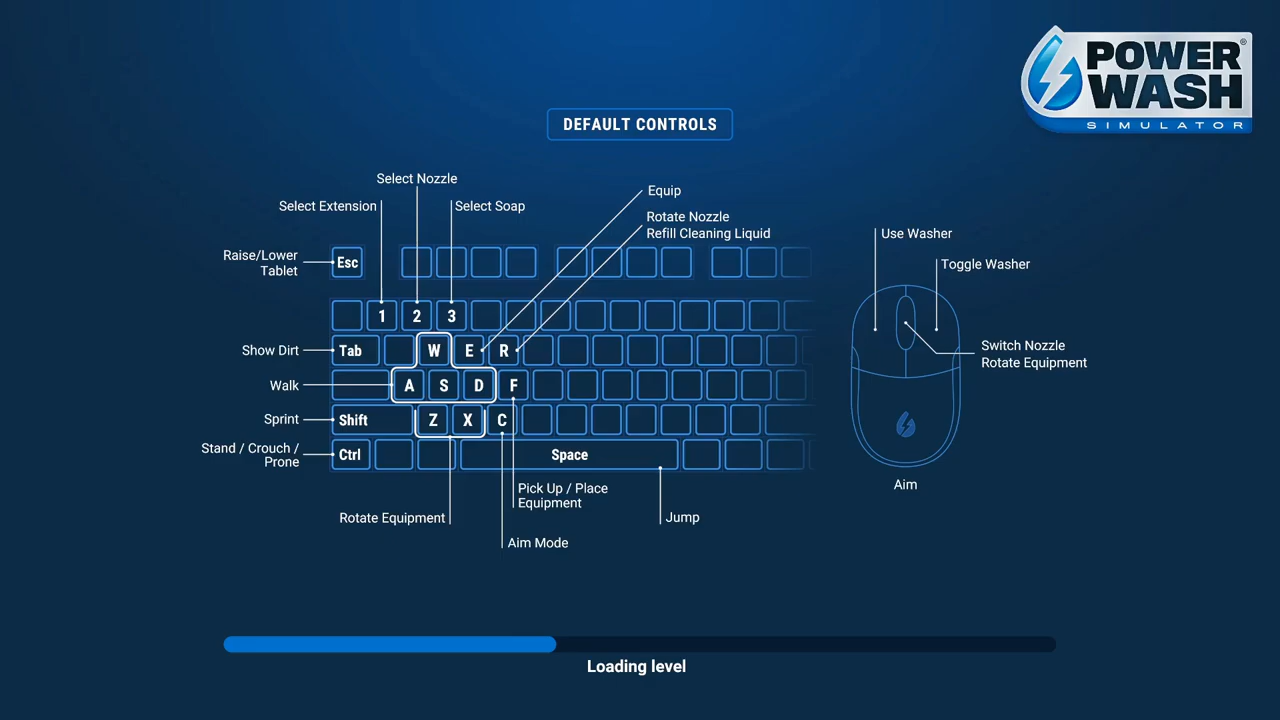 POWER
WASH
®
SIMULATOR
DEFAULT CONTROLS
Select Nozzle
Select Extension
Select Soap
Equip
Rotate Nozzle
Refill Cleaning Liquid
Raise/Lower
Tablet
Esc
1 2 3
Show Dirt
Tab W E R
Walk
A S D F
Sprint
Shift Z X C
Stand / Crouch /
Prone
Ctrl Space
Pick Up / Place
Equipment
Rotate Equipment
Jump
Aim Mode
Use Washer
Toggle Washer
Switch Nozzle
Rotate Equipment
Aim
Loading level